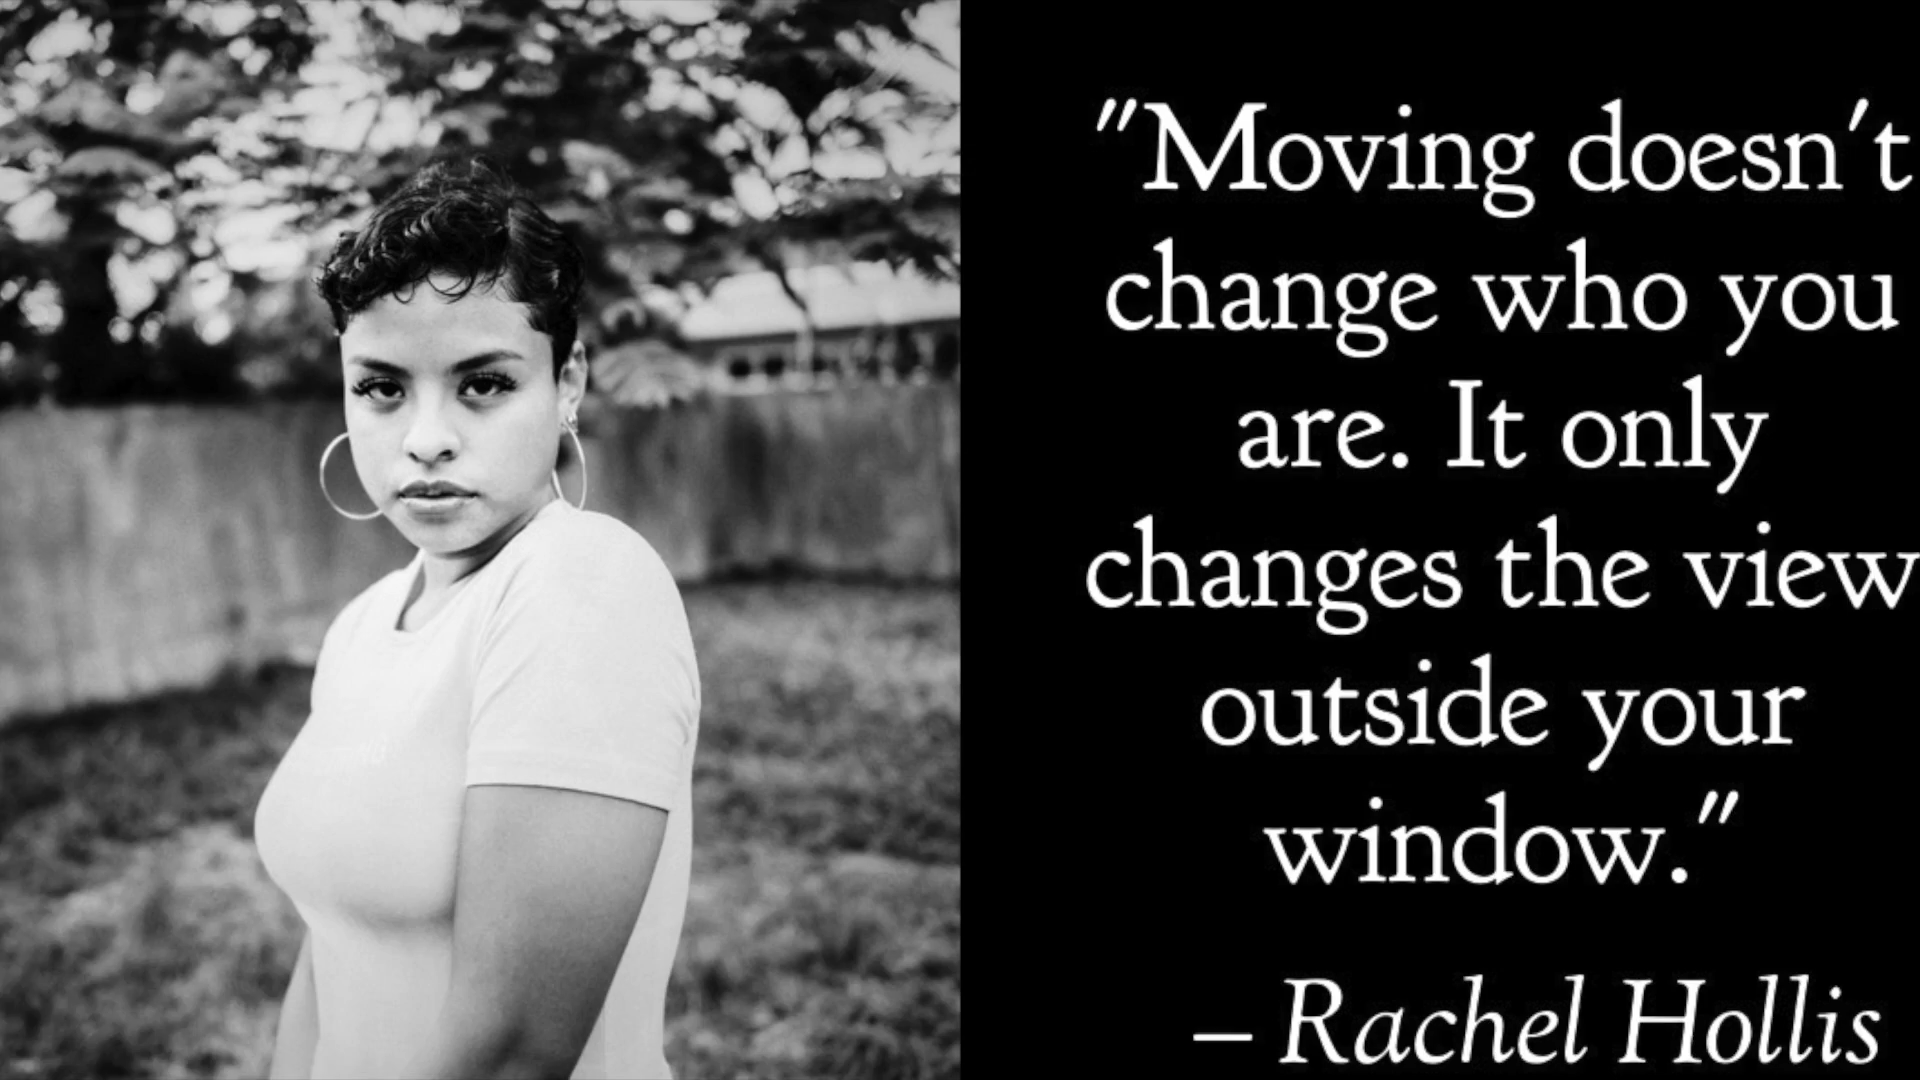 "Moving doesn't
change who you
are. It only
changes the view
outside your
window."
– Rachel Hollis